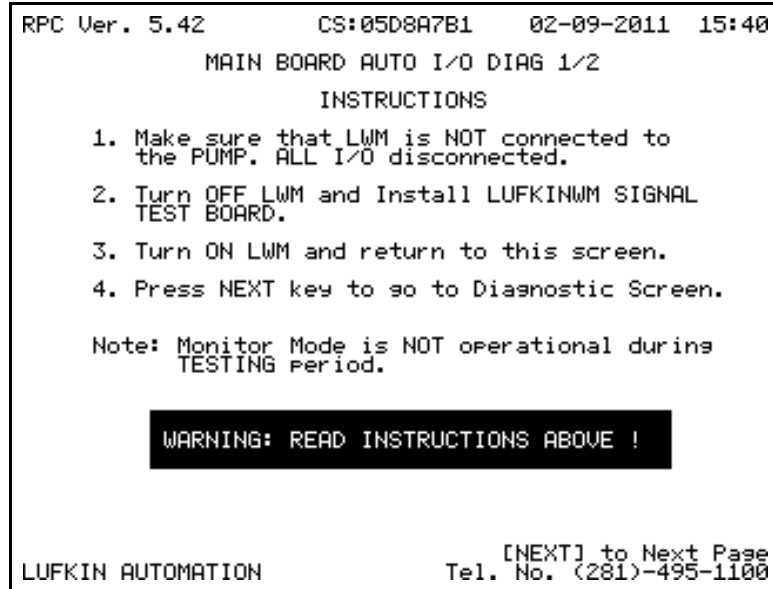 RPC Ver. 5.42 CS:05D8A7B1 02-09-2011 15:40
MAIN BOARD AUTO I/O DIAG 1/2
INSTRUCTIONS
1. Make sure that LWM is NOT connected to
the PUMP. ALL I/O disconnected.
2. Turn OFF LWM and Install LUFKINWM SIGNAL
TEST BOARD.
3. Turn ON LWM and return to this screen.
4. Press NEXT key to go to Diagnostic Screen.
Note: Monitor Mode is NOT operational during
TESTING period.
WARNING: READ INSTRUCTIONS ABOVE !
[NEXT] to Next Page
LUFKIN AUTOMATION Tel. No. (281)-495-1100